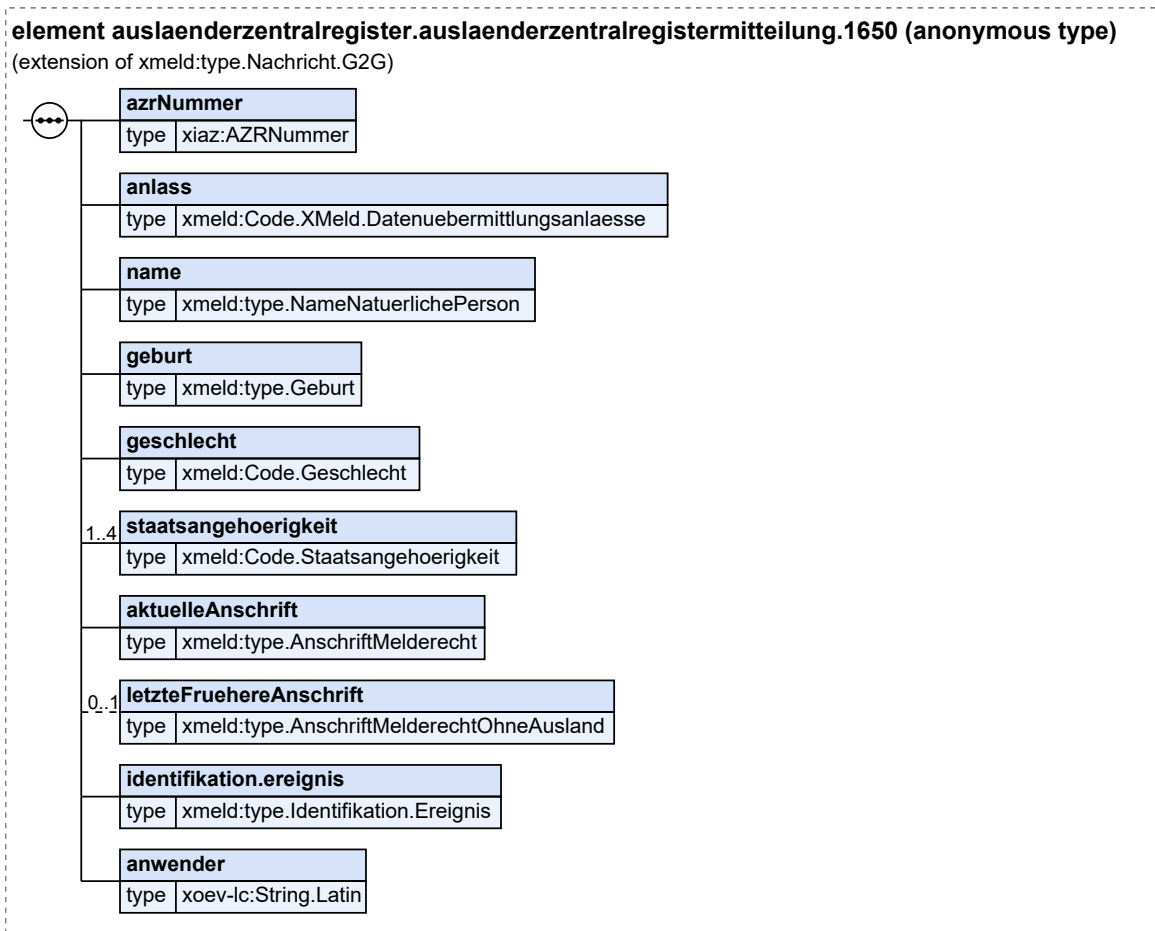 element auslaenderzentralregister.auslaenderzentralregistermitteilung.1650 (anonymous type)
(extension of xmeld:type.Nachricht.G2G)
azrNummer
type xiaz:AZRNummer
anlass
type xmeld:Code.XMeld.Datenuebermittlungsanlaesse
name
type xmeld:type.NameNatuerlichePerson
geburt
type xmeld:type.Geburt
geschlecht
type xmeld:Code.Geschlecht
1..4 staatsangehoerigkeit
type xmeld:Code.Staatsangehoerigkeit
aktuelleAnschrift
type xmeld:type.AnschriftMelderecht
0..1 letzteFruehereAnschrift
type xmeld:type.AnschriftMelderechtOhneAusland
identifikation.ereignis
type xmeld:type.Identifikation.Ereignis
anwender
type xoev-lc:String.Latin